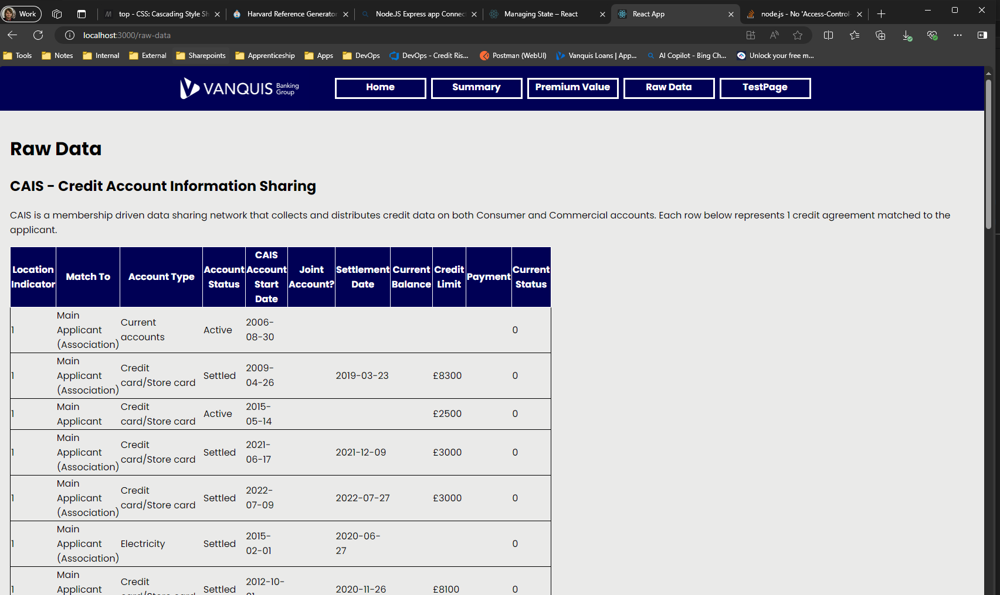 Work
top - CSS: Cascading Style Sh
Harvard Reference Generator
NodeJS Express app Connec
Managing State – React
React App
node.js - No 'Access-Control-
localhost:3000/raw-data
Tools
Notes
Internal
External
Sharepoints
Apprenticeship
Apps
DevOps
DevOps - Credit Ris...
Postman (WebUI)
Vanquis Loans | App...
AI Copilot - Bing Ch...
Unlock your free m...
VANQUIS Banking Group
Home
Summary
Premium Value
Raw Data
TestPage
Raw Data
CAIS - Credit Account Information Sharing
CAIS is a membership driven data sharing network that collects and distributes credit data on both Consumer and Commercial accounts. Each row below represents 1 credit agreement matched to the
applicant.
Location Indicator Match To Account Type Account Status CAIS Account Start Date Joint Account? Settlement Date Current Balance Credit Limit Payment Current Status
1 Main Applicant (Association) Current accounts Active 2006-08-30 0
1 Main Applicant (Association) Credit card/Store card Settled 2009-04-26 2019-03-23 £8300 0
1 Main Applicant Credit card/Store card Active 2015-05-14 £2500 0
1 Main Applicant (Association) Credit card/Store card Settled 2021-06-17 2021-12-09 £3000 0
1 Main Applicant (Association) Credit card/Store card Settled 2022-07-09 2022-07-27 £3000 0
1 Main Applicant (Association) Electricity Settled 2015-02-01 2020-06-27 0
1 Main Applicant Credit Settled 2012-10- 2020-11-26 £8100 0